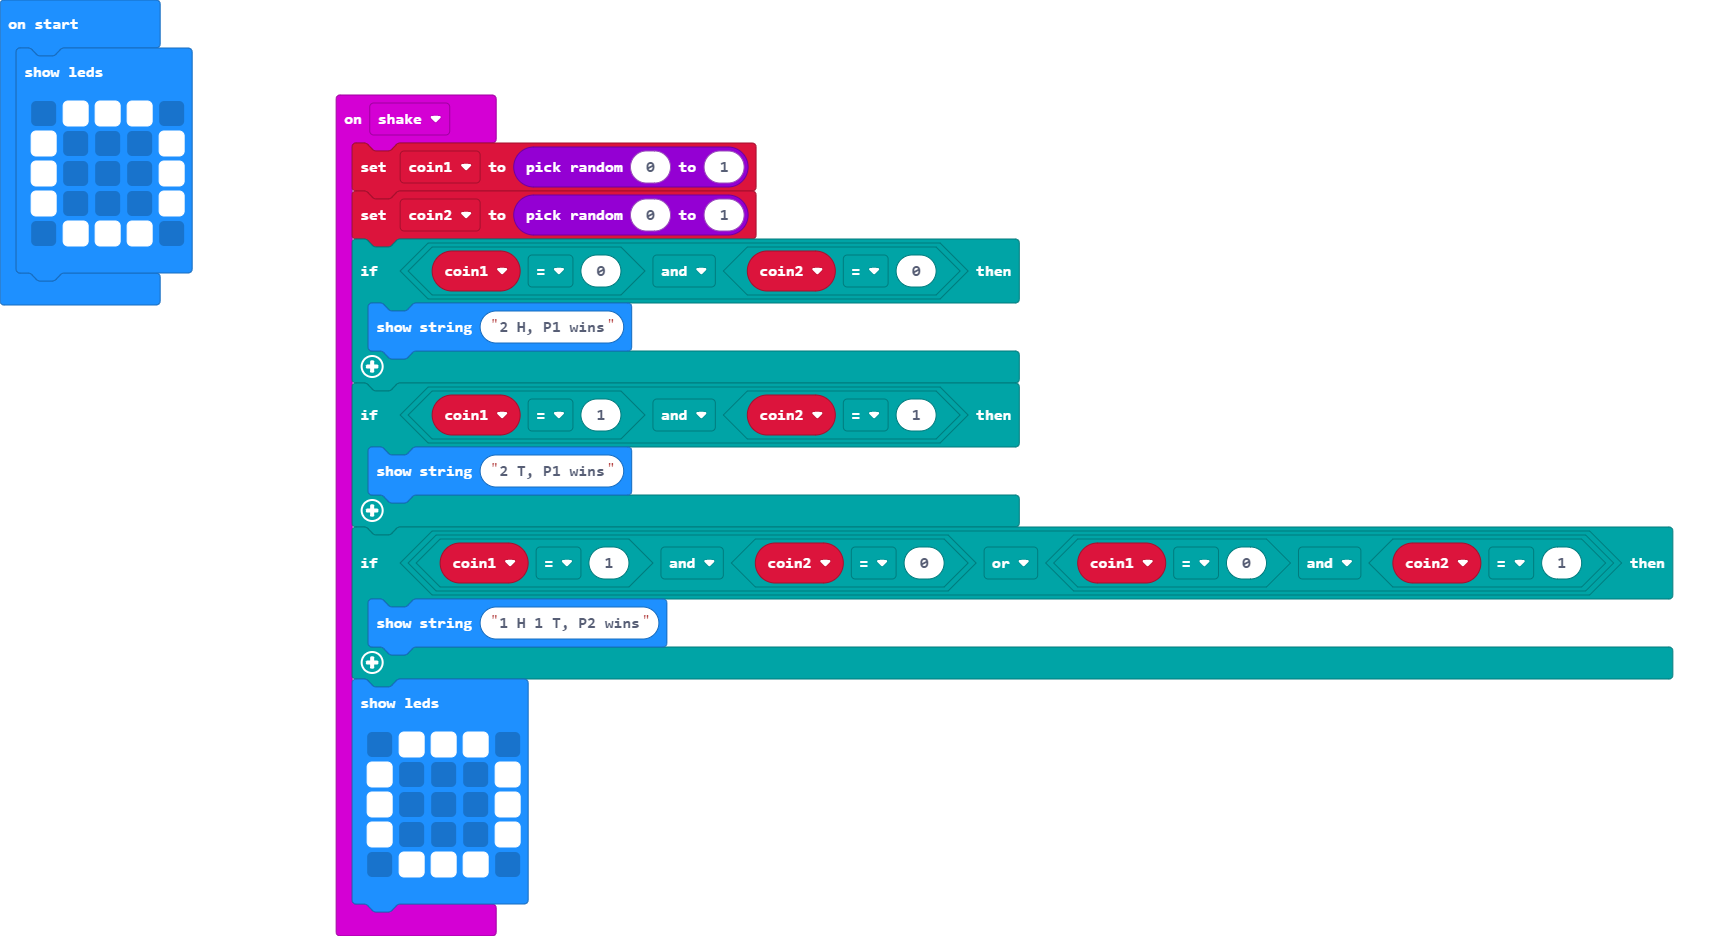 on start
show leds
on shake
set coin1 to pick random 0 to 1
set coin2 to pick random 0 to 1
if coin1 = 0 and coin2 = 0 then
show string "2 H, P1 wins"
if coin1 = 1 and coin2 = 1 then
show string "2 T, P1 wins"
if coin1 = 1 and coin2 = 0 or coin1 = 0 and coin2 = 1 then
show string "1 H 1 T, P2 wins"
show leds